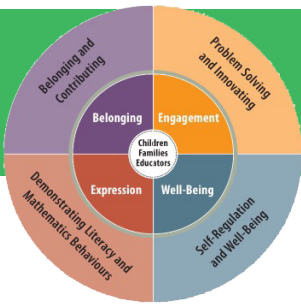 Belonging and
Contributing
Problem Solving
and Innovating
Belonging
Engagement
Children
Families
Educators
Expression
Well-Being
Demonstrating Literacy and
Mathematics Behaviours
Self-Regulation
and Well-Being